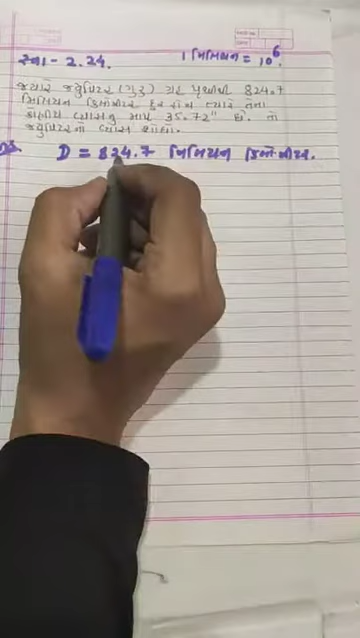 સ્વા - 2.24.
1 મિલિયન = 10⁶.
જ્યારે જ્યુપિટર (ગુરુ) ગ્રહ પૃથ્વીથી 824.7
મિલિયન કિલોમીટર દૂર હોય ત્યારે તેના
કોણીય વ્યાસનું માપ 35.72" છે. તો
જ્યુપિટરનો વ્યાસ શોધો.
D = 824.7 મિલિયન કિલોમીટર.